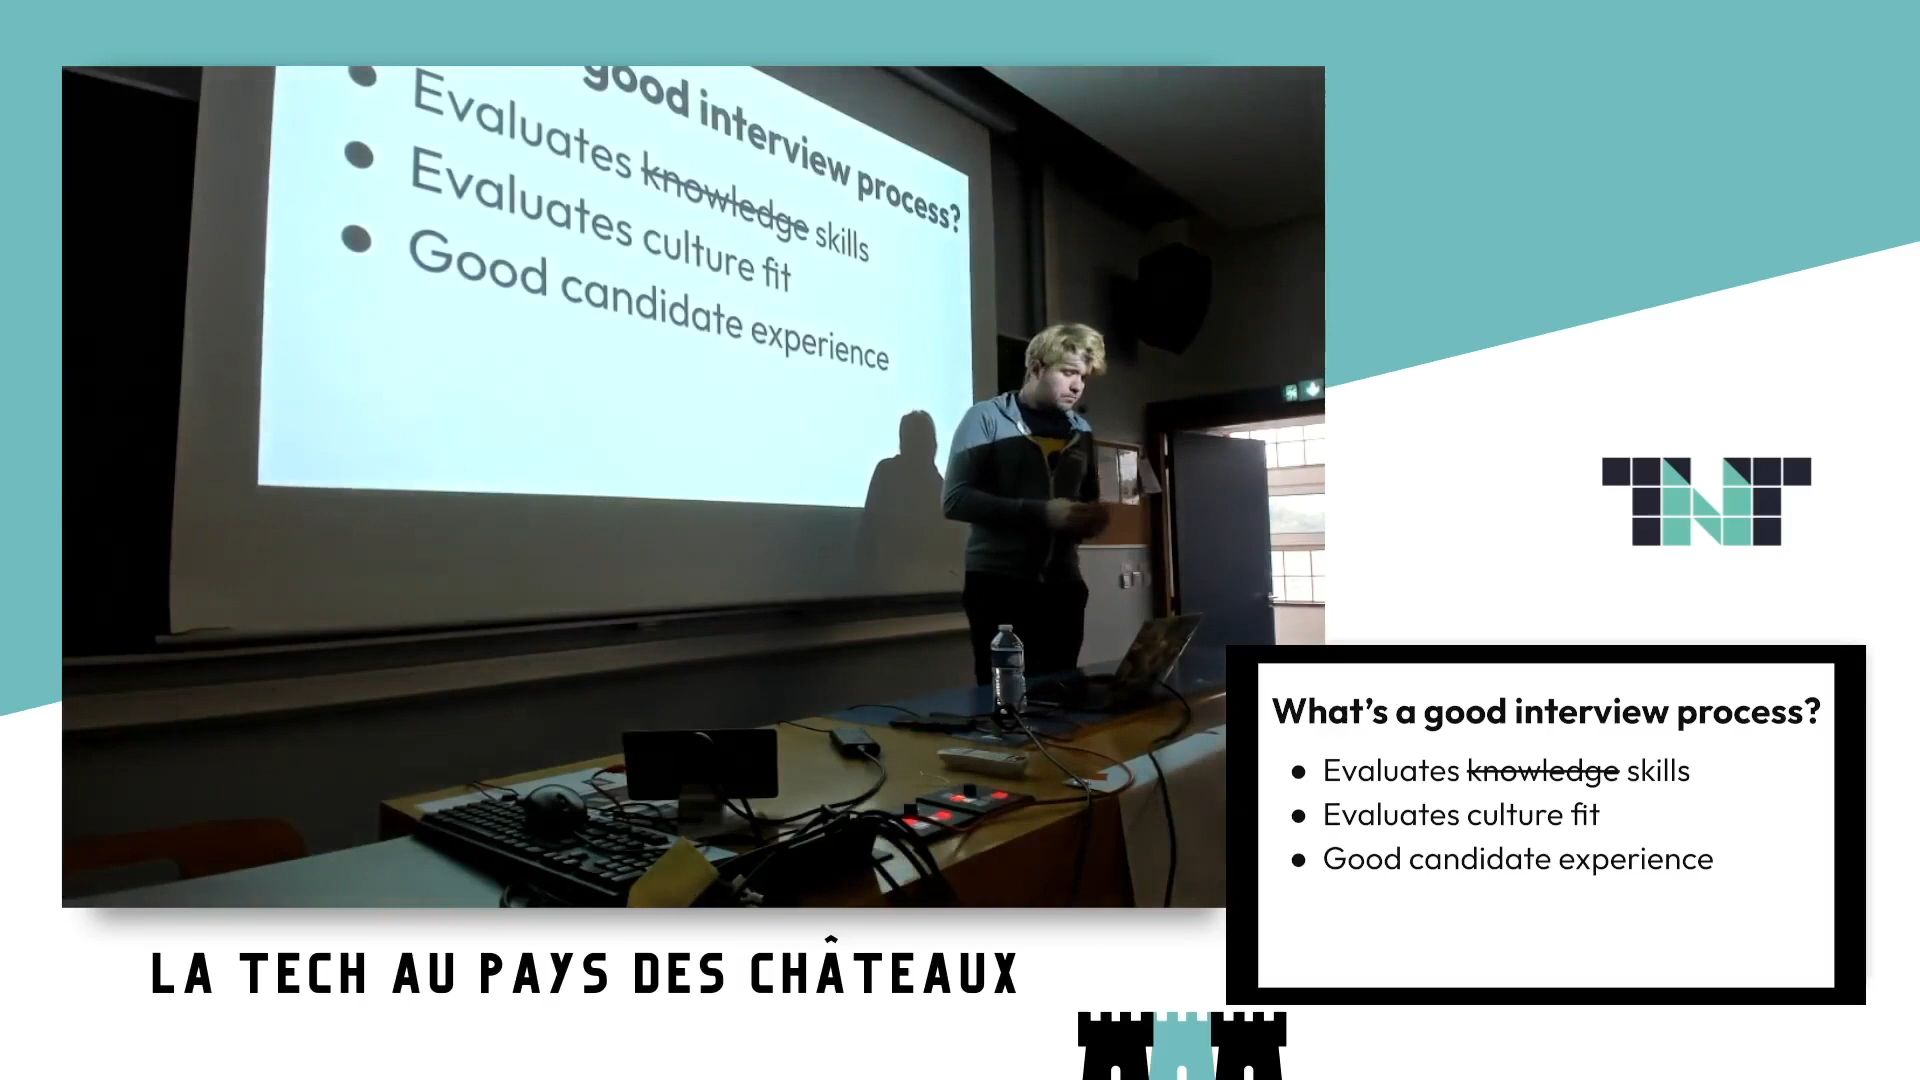 good interview process?
Evaluates knowledge skills
Evaluates culture fit
Good candidate experience
TNT
What's a good interview process?
Evaluates knowledge skills
Evaluates culture fit
Good candidate experience
LA TECH AU PAYS DES CHÂTEAUX